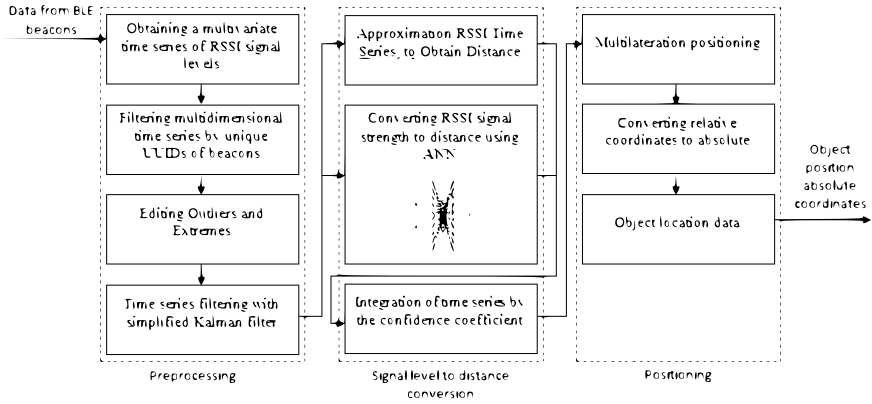 Data from BLE
beacons
Obtaining a multivariate
time series of RSSI signal
levels
Filtering multidimensional
time series by unique
UUIDs of beacons
Editing Outliers and
Extremes
Time series filtering with
simplified Kalman filter
Preprocessing
Approximation RSSI Time
Series, to Obtain Distance
Converting RSSI signal
strength to distance using
ANN
Integration of time series by
the confidence coefficient
Signal level to distance
conversion
Multilateration positioning
Converting relative
coordinates to absolute
Object location data
Positioning
Object
position
absolute
coordinates